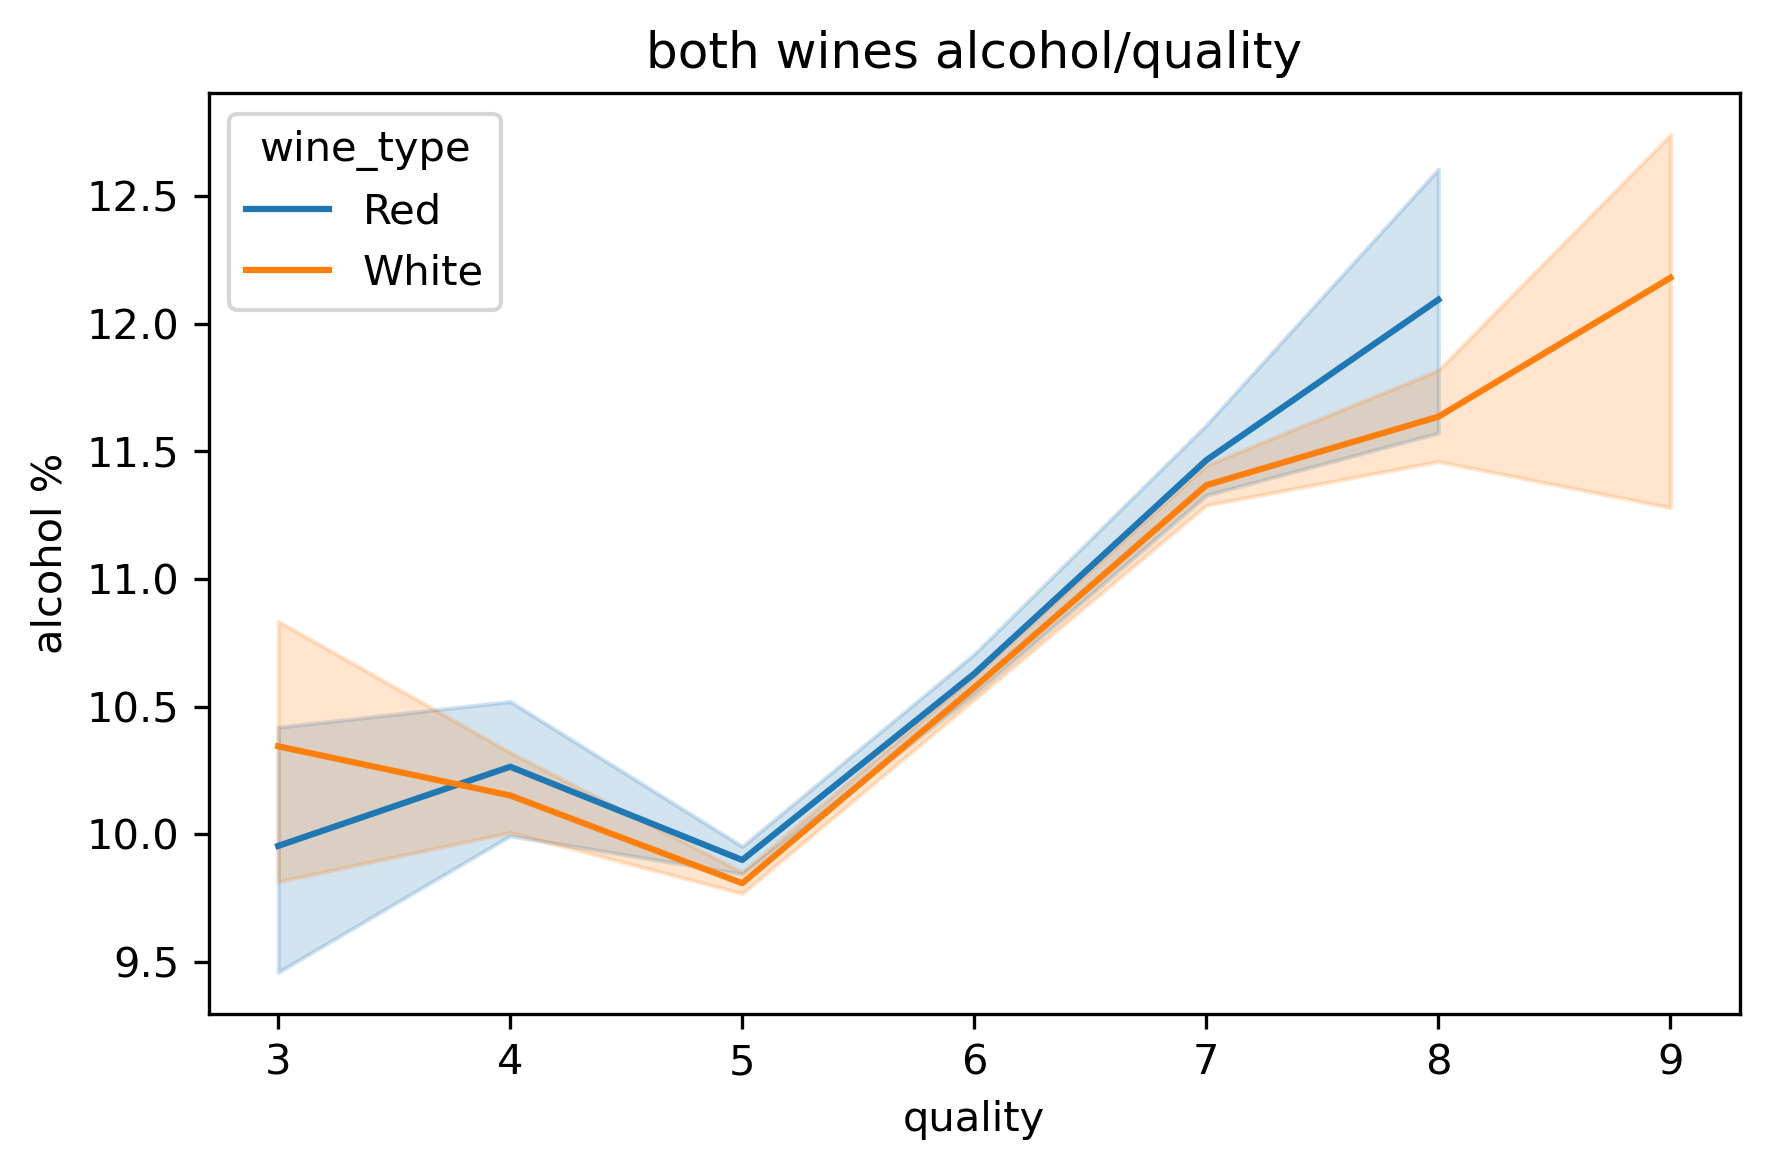 both wines alcohol/quality
wine_type
Red
White
12.5
12.0
11.5
11.0
10.5
10.0
9.5
alcohol %
3 4 5 6 7 8 9
quality